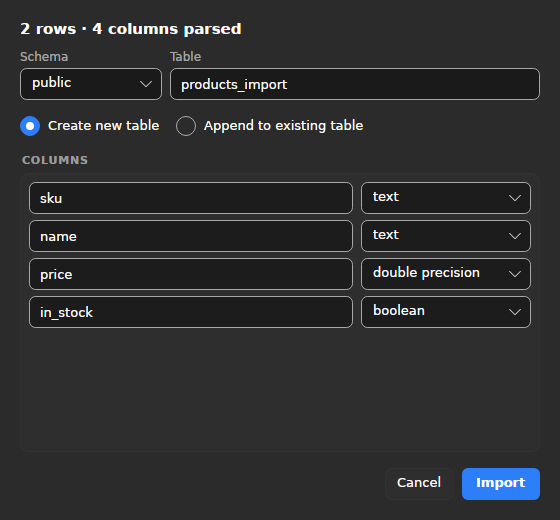 2 rows · 4 columns parsed
Schema Table
public products_import
Create new table Append to existing table
COLUMNS
sku text
name text
price double precision
in_stock boolean
Cancel Import